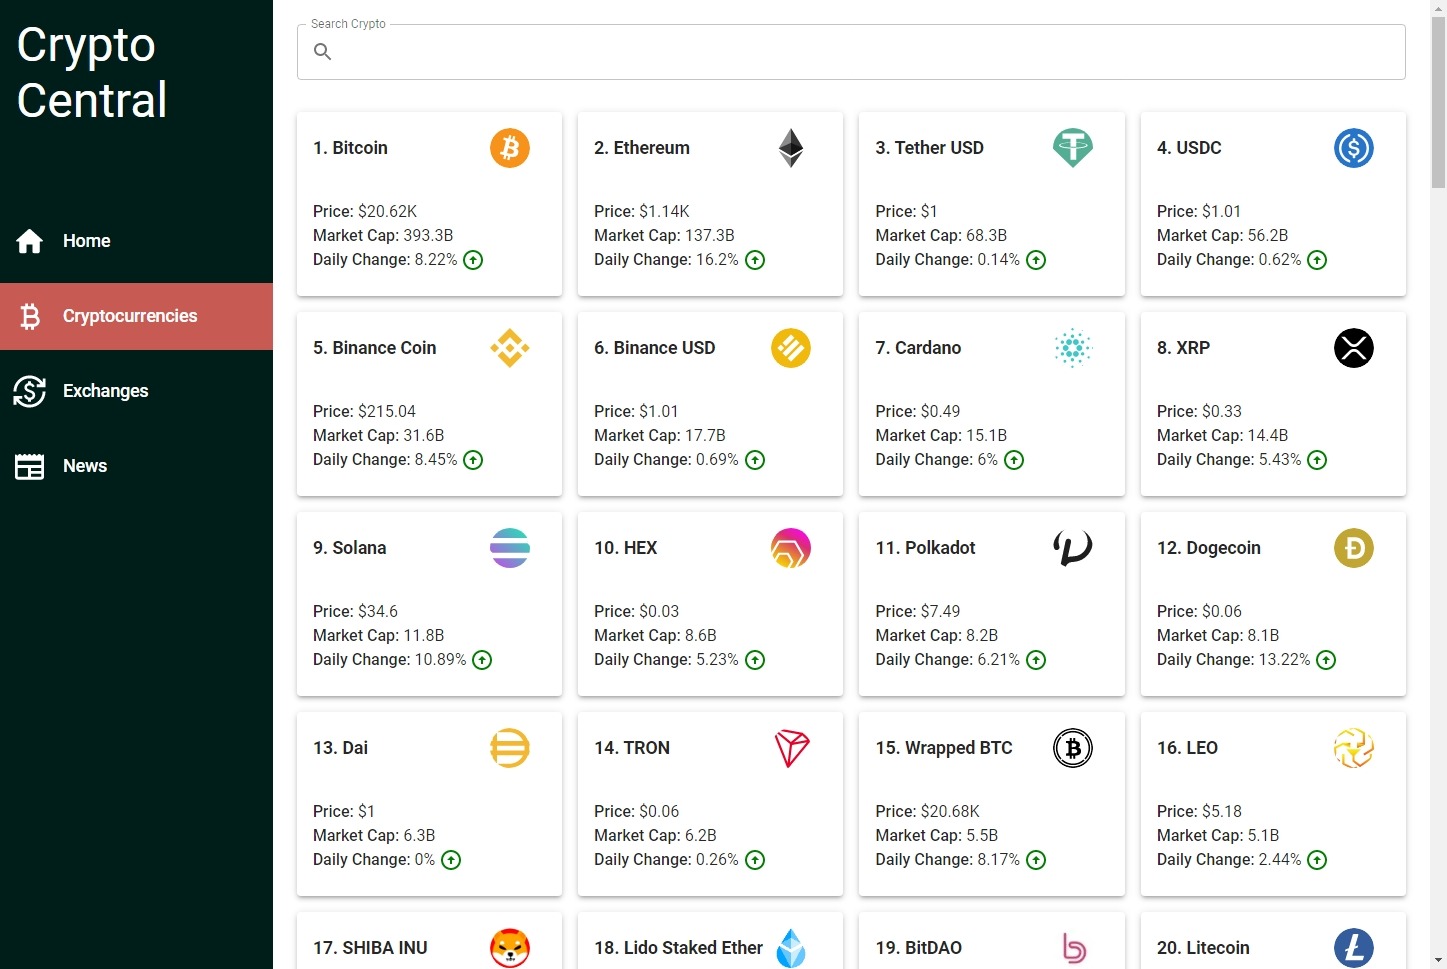 Crypto
Central
Home
Cryptocurrencies
Exchanges
News
Search Crypto
1. Bitcoin
Price: $20.62K
Market Cap: 393.3B
Daily Change: 8.22%
2. Ethereum
Price: $1.14K
Market Cap: 137.3B
Daily Change: 16.2%
3. Tether USD
Price: $1
Market Cap: 68.3B
Daily Change: 0.14%
4. USDC
Price: $1.01
Market Cap: 56.2B
Daily Change: 0.62%
5. Binance Coin
Price: $215.04
Market Cap: 31.6B
Daily Change: 8.45%
6. Binance USD
Price: $1.01
Market Cap: 17.7B
Daily Change: 0.69%
7. Cardano
Price: $0.49
Market Cap: 15.1B
Daily Change: 6%
8. XRP
Price: $0.33
Market Cap: 14.4B
Daily Change: 5.43%
9. Solana
Price: $34.6
Market Cap: 11.8B
Daily Change: 10.89%
10. HEX
Price: $0.03
Market Cap: 8.6B
Daily Change: 5.23%
11. Polkadot
Price: $7.49
Market Cap: 8.2B
Daily Change: 6.21%
12. Dogecoin
Price: $0.06
Market Cap: 8.1B
Daily Change: 13.22%
13. Dai
Price: $1
Market Cap: 6.3B
Daily Change: 0%
14. TRON
Price: $0.06
Market Cap: 6.2B
Daily Change: 0.26%
15. Wrapped BTC
Price: $20.68K
Market Cap: 5.5B
Daily Change: 8.17%
16. LEO
Price: $5.18
Market Cap: 5.1B
Daily Change: 2.44%
17. SHIBA INU
18. Lido Staked Ether
19. BitDAO
20. Litecoin